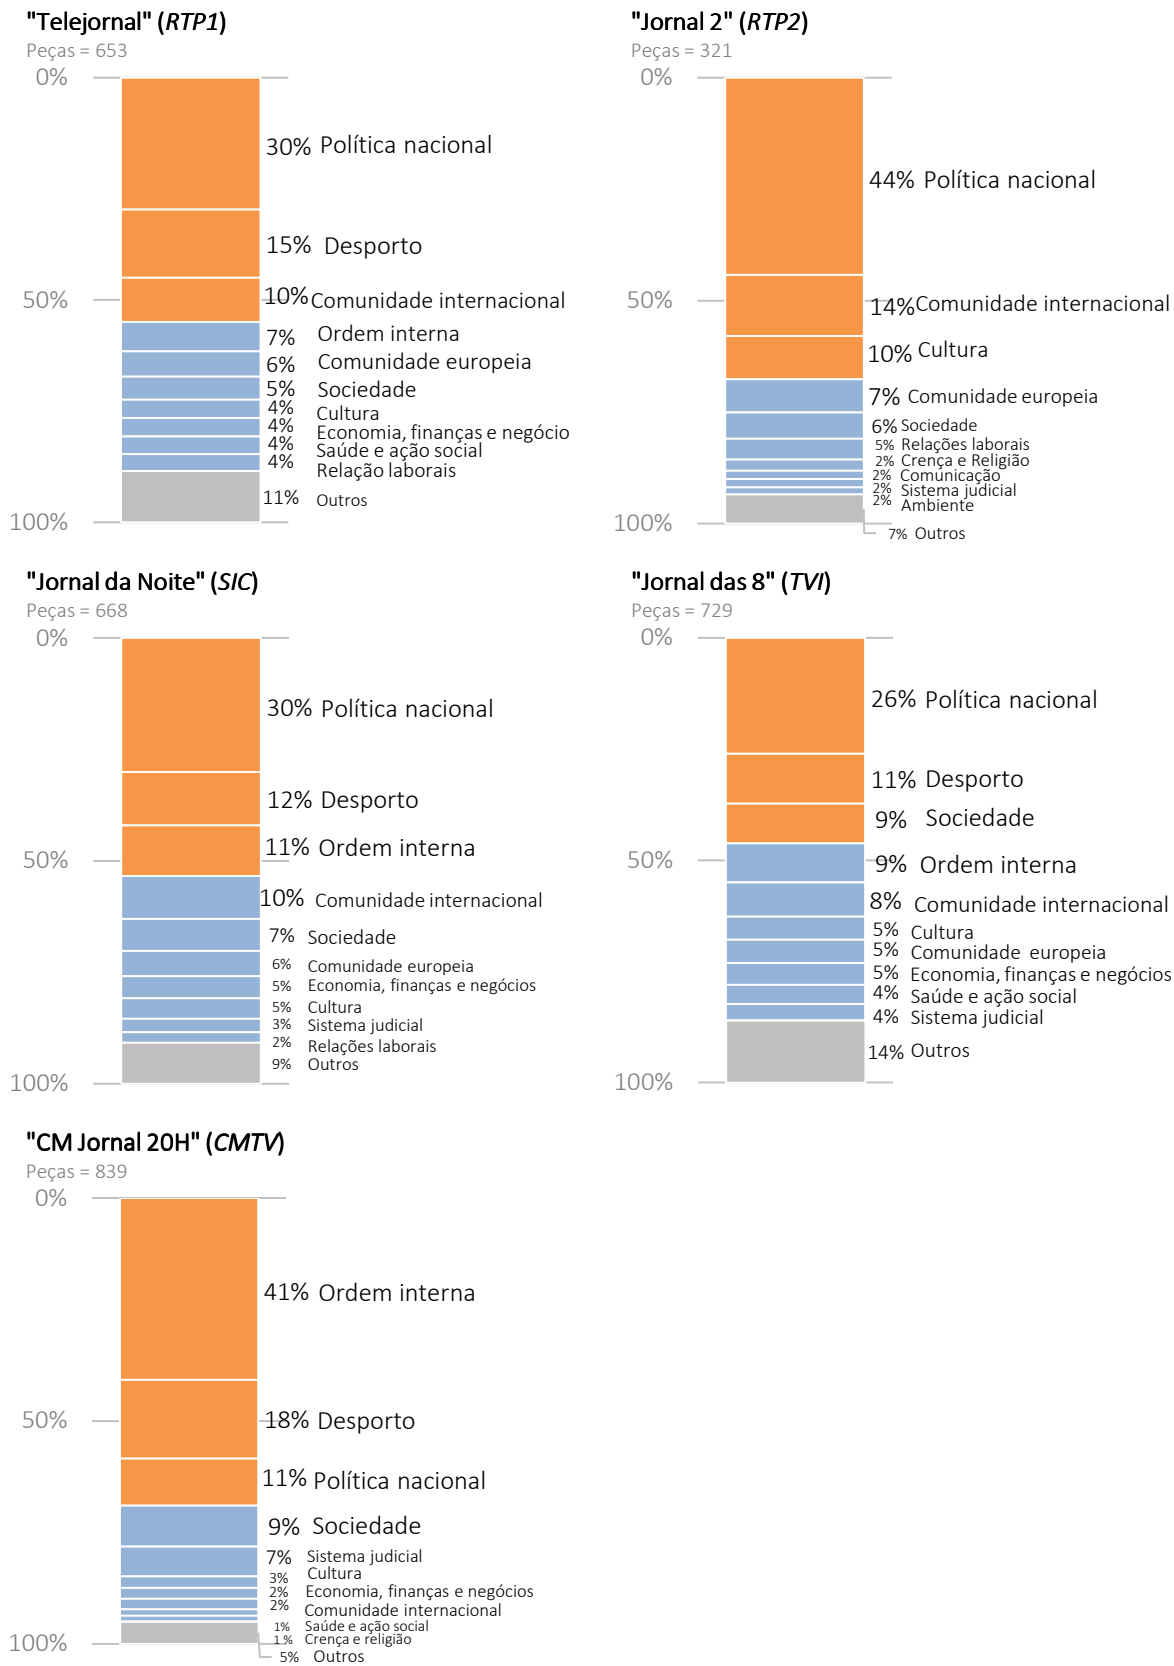 "Telejornal" (RTP1)
Peças = 653
0%
30% Política nacional
15% Desporto
50%
10% Comunidade internacional
7% Ordem interna
6% Comunidade europeia
5% Sociedade
4% Cultura
4% Economia, finanças e negócio
4% Saúde e ação social
4% Relação laborais
11% Outros
100%
"Jornal 2" (RTP2)
Peças = 321
0%
44% Política nacional
50%
14% Comunidade internacional
10% Cultura
7% Comunidade europeia
6% Sociedade
5% Relações laborais
2% Crença e Religião
2% Comunicação
2% Sistema judicial
2% Ambiente
100%
7% Outros
"Jornal da Noite" (SIC)
Peças = 668
0%
30% Política nacional
12% Desporto
11% Ordem interna
50%
10% Comunidade internacional
7% Sociedade
6% Comunidade europeia
5% Economia, finanças e negócios
5% Cultura
3% Sistema judicial
2% Relações laborais
9% Outros
100%
"Jornal das 8" (TVI)
Peças = 729
0%
26% Política nacional
11% Desporto
9% Sociedade
50%
9% Ordem interna
8% Comunidade internacional
5% Cultura
5% Comunidade europeia
5% Economia, finanças e negócios
4% Saúde e ação social
4% Sistema judicial
14% Outros
100%
"CM Jornal 20H" (CMTV)
Peças = 839
0%
41% Ordem interna
50%
18% Desporto
11% Política nacional
9% Sociedade
7% Sistema judicial
3% Cultura
2% Economia, finanças e negócios
2% Comunidade internacional
1% Saúde e ação social
1% Crença e religião
100%
5% Outros